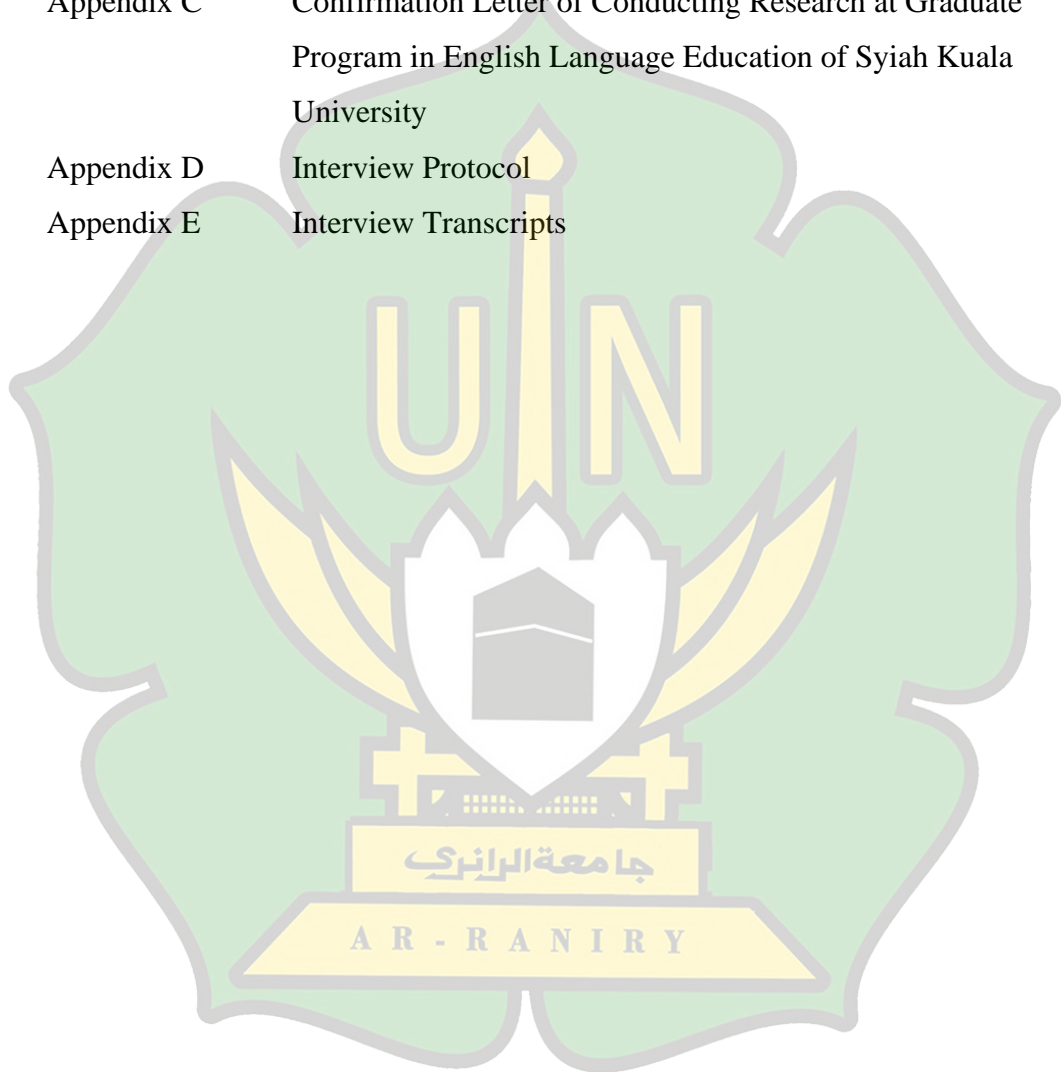 Appendix C Confirmation Letter of Conducting Research at Graduate
Program in English Language Education of Syiah Kuala
University
Appendix D Interview Protocol
Appendix E Interview Transcripts
UIN
جامعة الرانري
AR-RANIRY